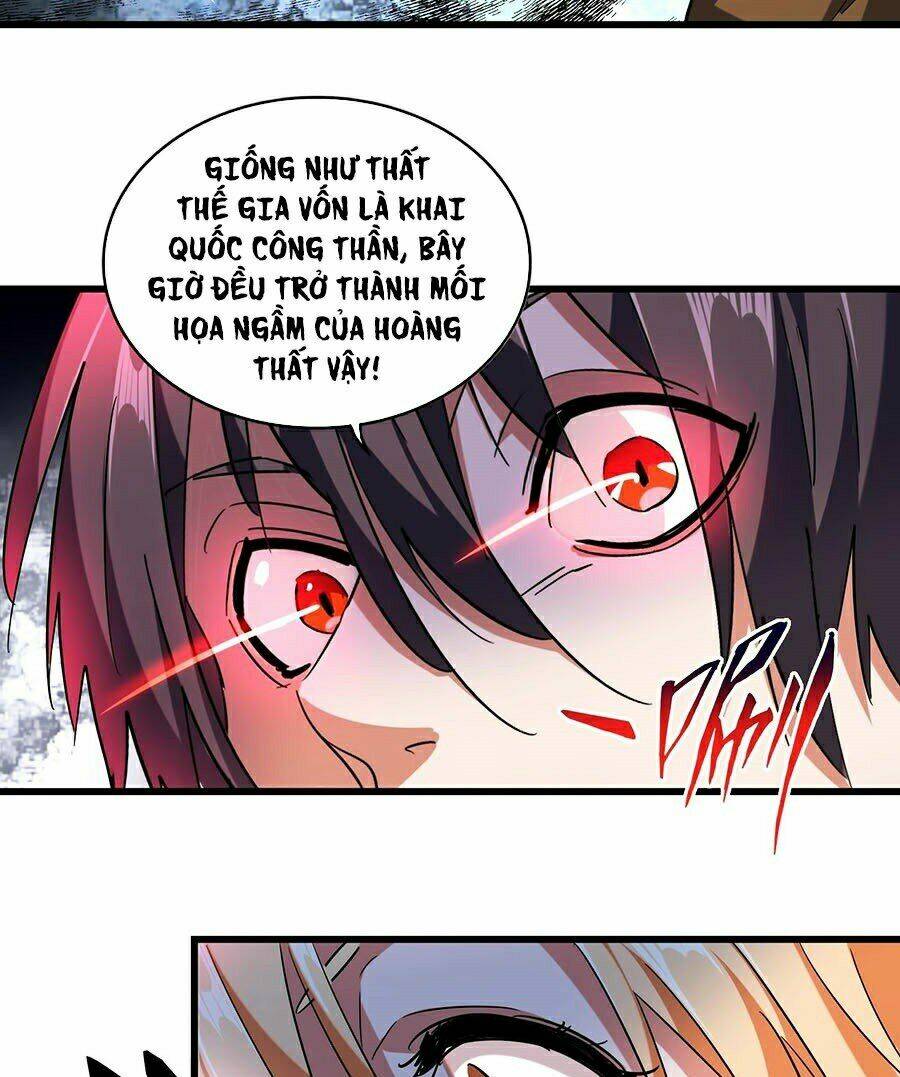 GIỐNG NHƯ THẤT
THẾ GIA VỐN LÀ KHAI
QUỐC CÔNG THẦN, BÂY
GIỜ ĐỀU TRỞ THÀNH MỐI
HỌA NGẦM CỦA HOÀNG
THẤT VẬY!